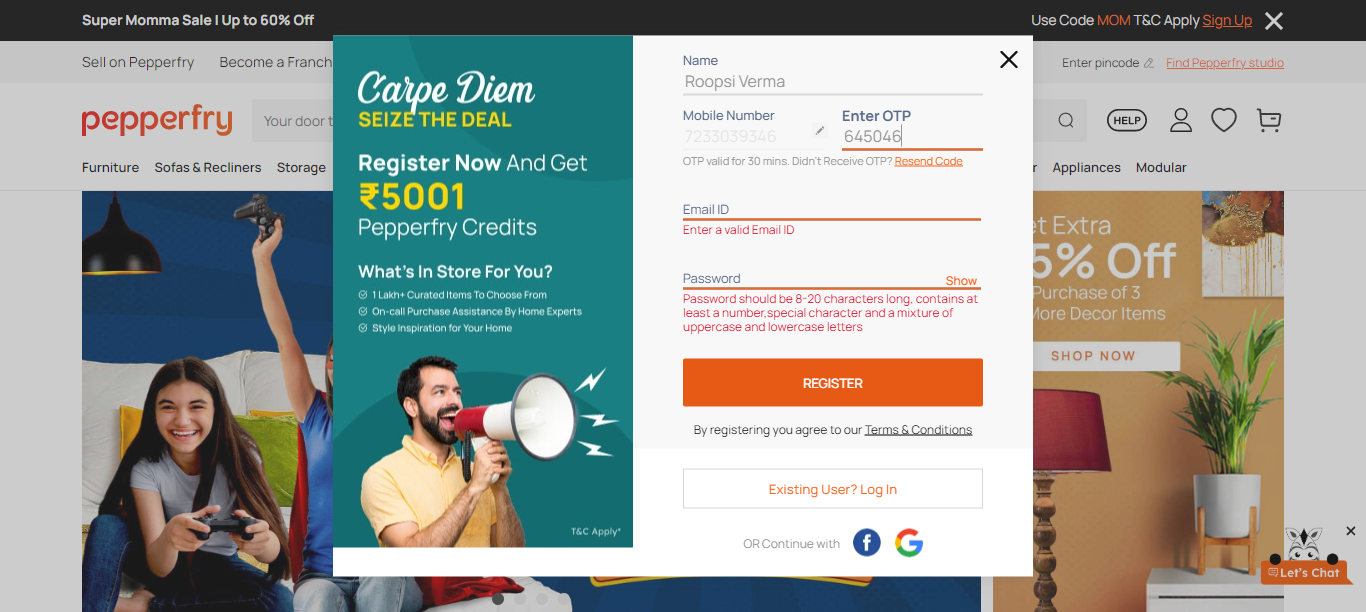 Super Momma Sale | Up to 60% Off
Use Code MOM T&C Apply Sign Up
Sell on Pepperfry
Become a Franch
Enter pincode
Find Pepperfry studio
pepperfry
Your door t
HELP
Furniture
Sofas & Recliners
Storage
r
Appliances
Modular
Carpe Diem
SEIZE THE DEAL
Register Now And Get
₹5001
Pepperfry Credits
What's In Store For You?
1 Lakh+ Curated Items To Choose From
On-call Purchase Assistance By Home Experts
Style Inspiration for Your Home
T&C Apply*
Name
Roopsi Verma
Mobile Number
7233039346
Enter OTP
645046
OTP valid for 30 mins. Didn't Receive OTP? Resend Code
Email ID
Enter a valid Email ID
Password
Show
Password should be 8-20 characters long, contains at
least a number,special character and a mixture of
uppercase and lowercase letters
REGISTER
By registering you agree to our Terms & Conditions
Existing User? Log In
OR Continue with
et Extra
5% Off
Purchase of 3
More Decor Items
SHOP NOW
Let's Chat